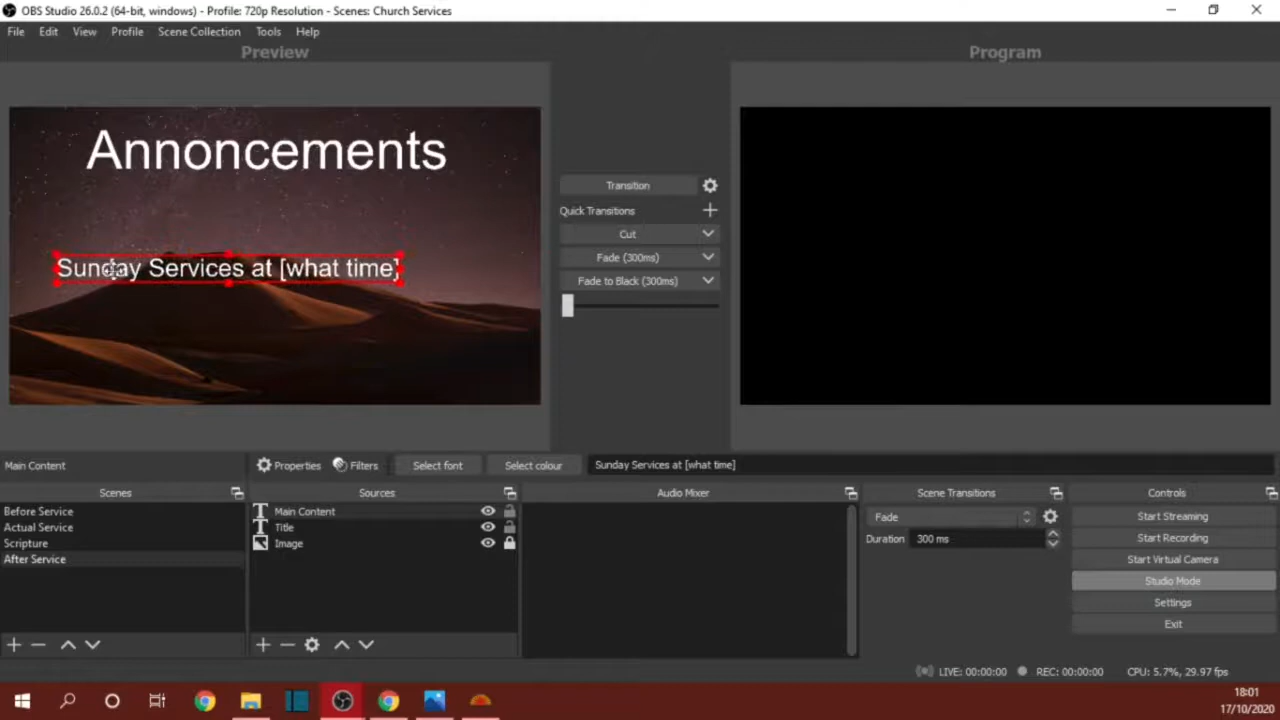 OBS Studio 26.0.2 (64-bit, windows) - Profile: 720p Resolution - Scenes: Church Services
File Edit View Profile Scene Collection Tools Help
Preview
Program
Annoncements
Sunday Services at [what time]
Transition
Quick Transitions
Cut
Fade (300ms)
Fade to Black (300ms)
Main Content
Properties
Filters
Select font
Select colour
Sunday Services at [what time]
Scenes
Before Service
Actual Service
Scripture
After Service
Sources
Main Content
Title
Image
Audio Mixer
Scene Transitions
Fade
Duration 300 ms
Controls
Start Streaming
Start Recording
Start Virtual Camera
Studio Mode
Settings
Exit
LIVE: 00:00:00 REC: 00:00:00 CPU: 5.7%, 29.97 fps
18:01
17/10/2020